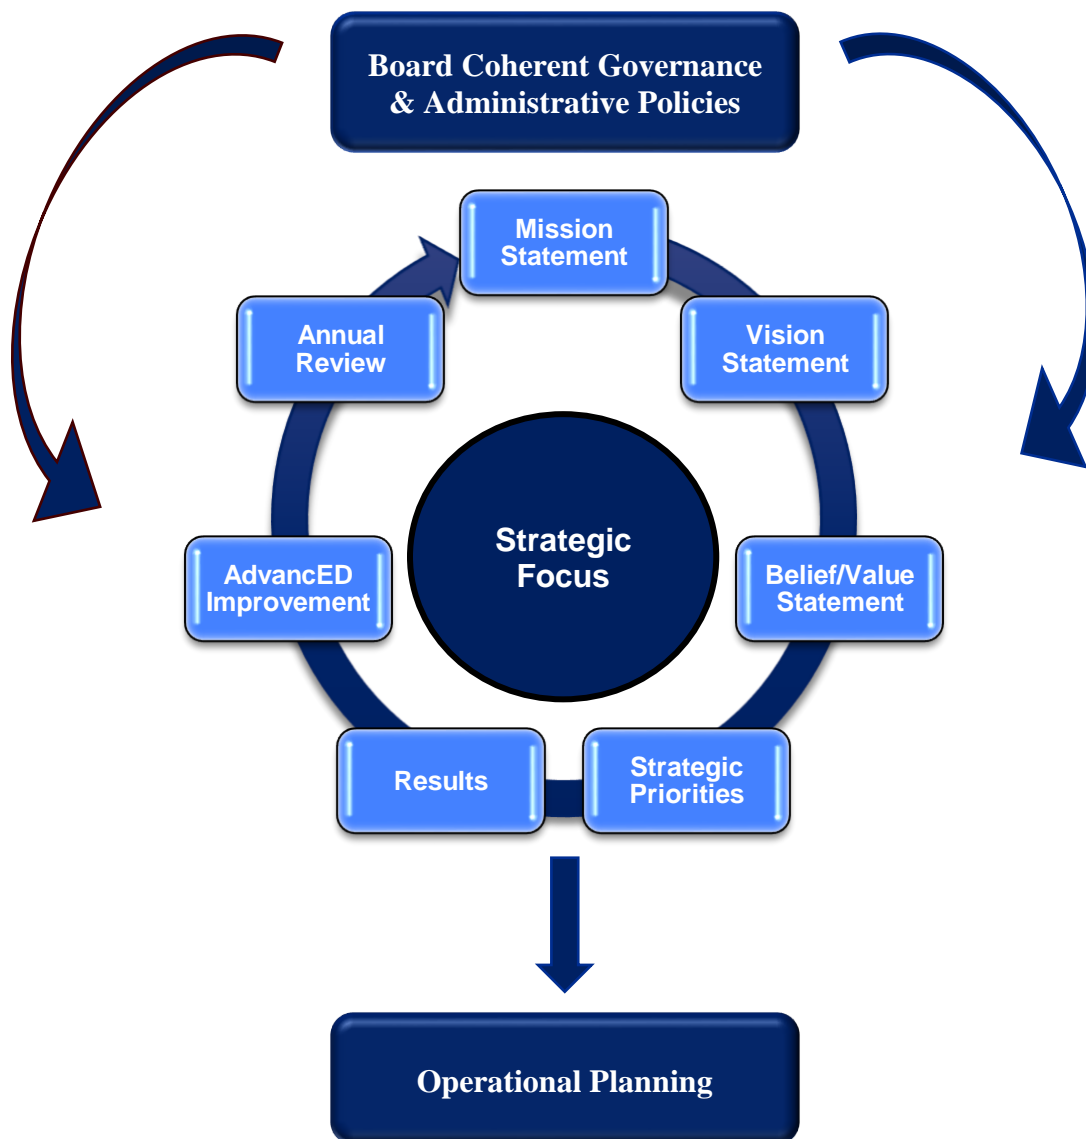 Board Coherent Governance
& Administrative Policies
Mission
Statement
Vision
Statement
Belief/Value
Statement
Strategic
Priorities
Results
AdvancED
Improvement
Annual
Review
Strategic
Focus
Operational Planning